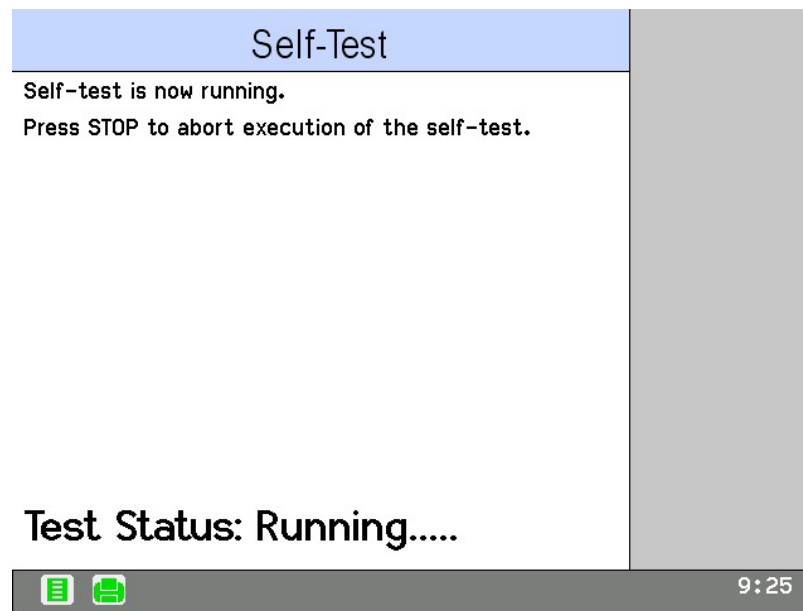 Self-Test
Self-test is now running.
Press STOP to abort execution of the self-test.
Test Status: Running.....
9:25